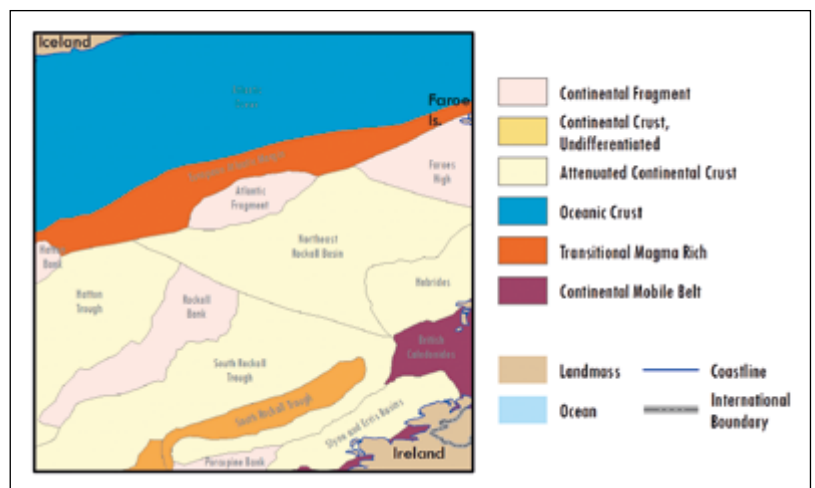 Iceland
Faroe
Is.
Atlantic
Fragment
Faroes
High
Northeast
Rockall Basin
Bank
Hatton
Trough
Rockall
Bank
Hebrides
British
Caledonides
South Rockall
Trough
South Rockall Trough
Slyne and Erris Basins
Porcupine Bank
Ireland
Continental Fragment
Continental Crust,
Undifferentiated
Attenuated Continental Crust
Oceanic Crust
Transitional Magma Rich
Continental Mobile Belt
Landmass
Ocean
Coastline
International
Boundary